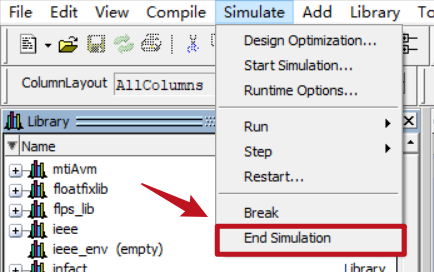 File Edit View Compile Simulate Add Library
Design Optimization...
Start Simulation...
Runtime Options...
ColumnLayout AllColumns
Library
Run
Step
Restart...
Name
mtiAvm
floatfixlib
flps_lib
ieee
ieee_env (empty)
infact Library
Break
End Simulation